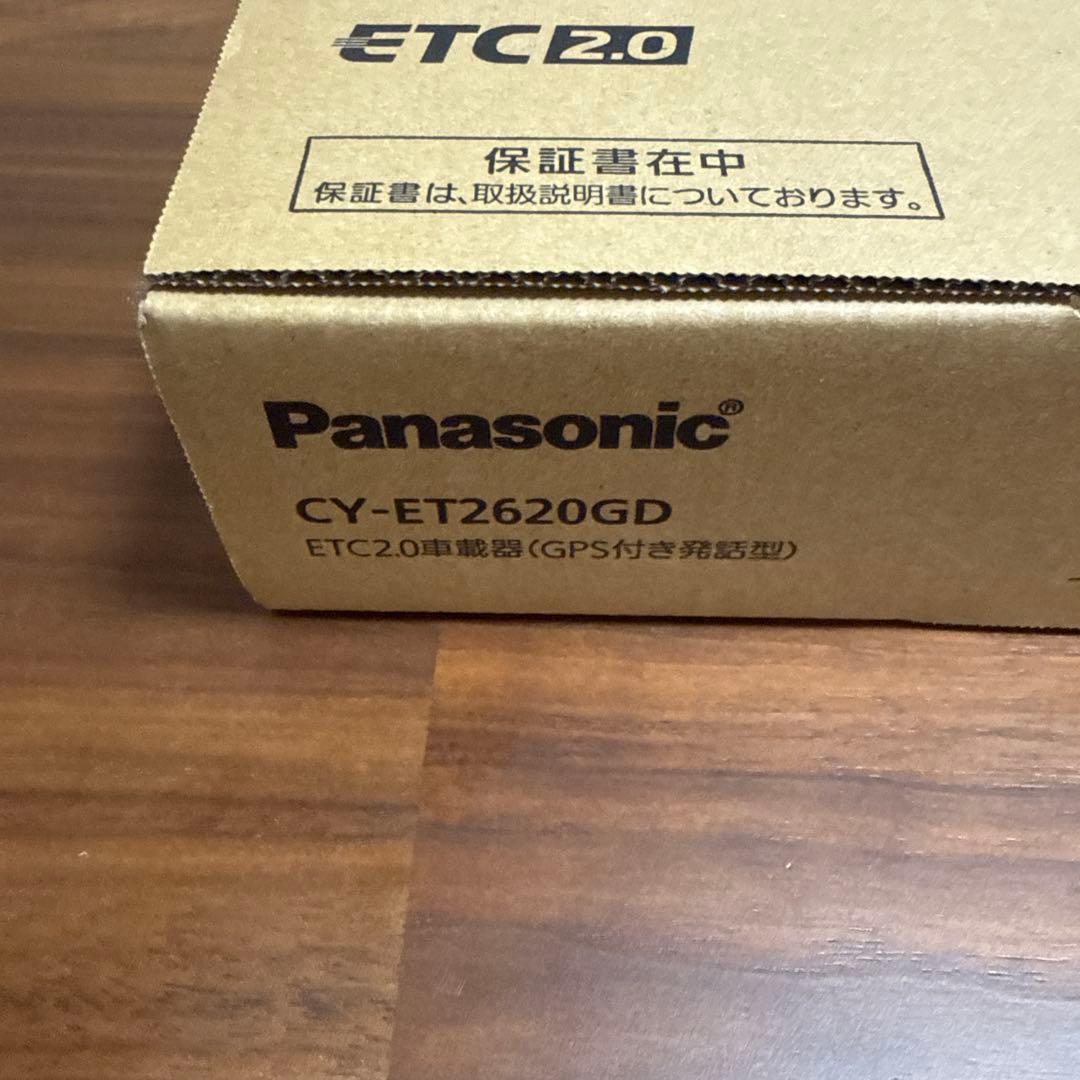 ETC2.0
保証書在中
保証書は、取扱説明書についております。
Panasonic®
CY-ET2620GD
ETC2.0車載器(GPS付き発話型)